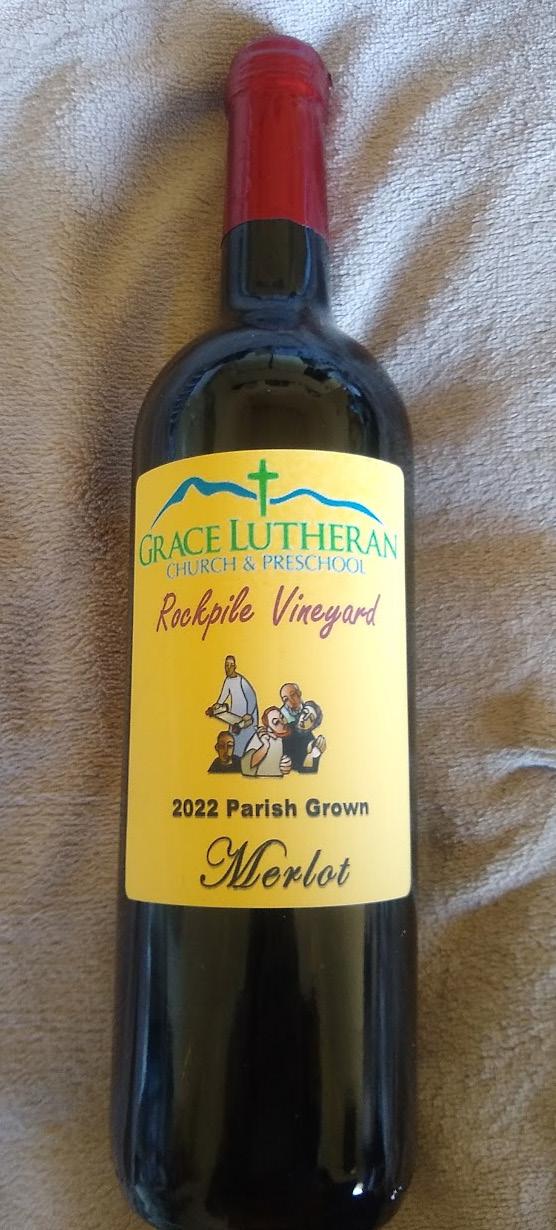 GRACE LUTHERAN
CHURCH & PRESCHOOL
Rockpile Vineyard
2022 Parish Grown
Merlot